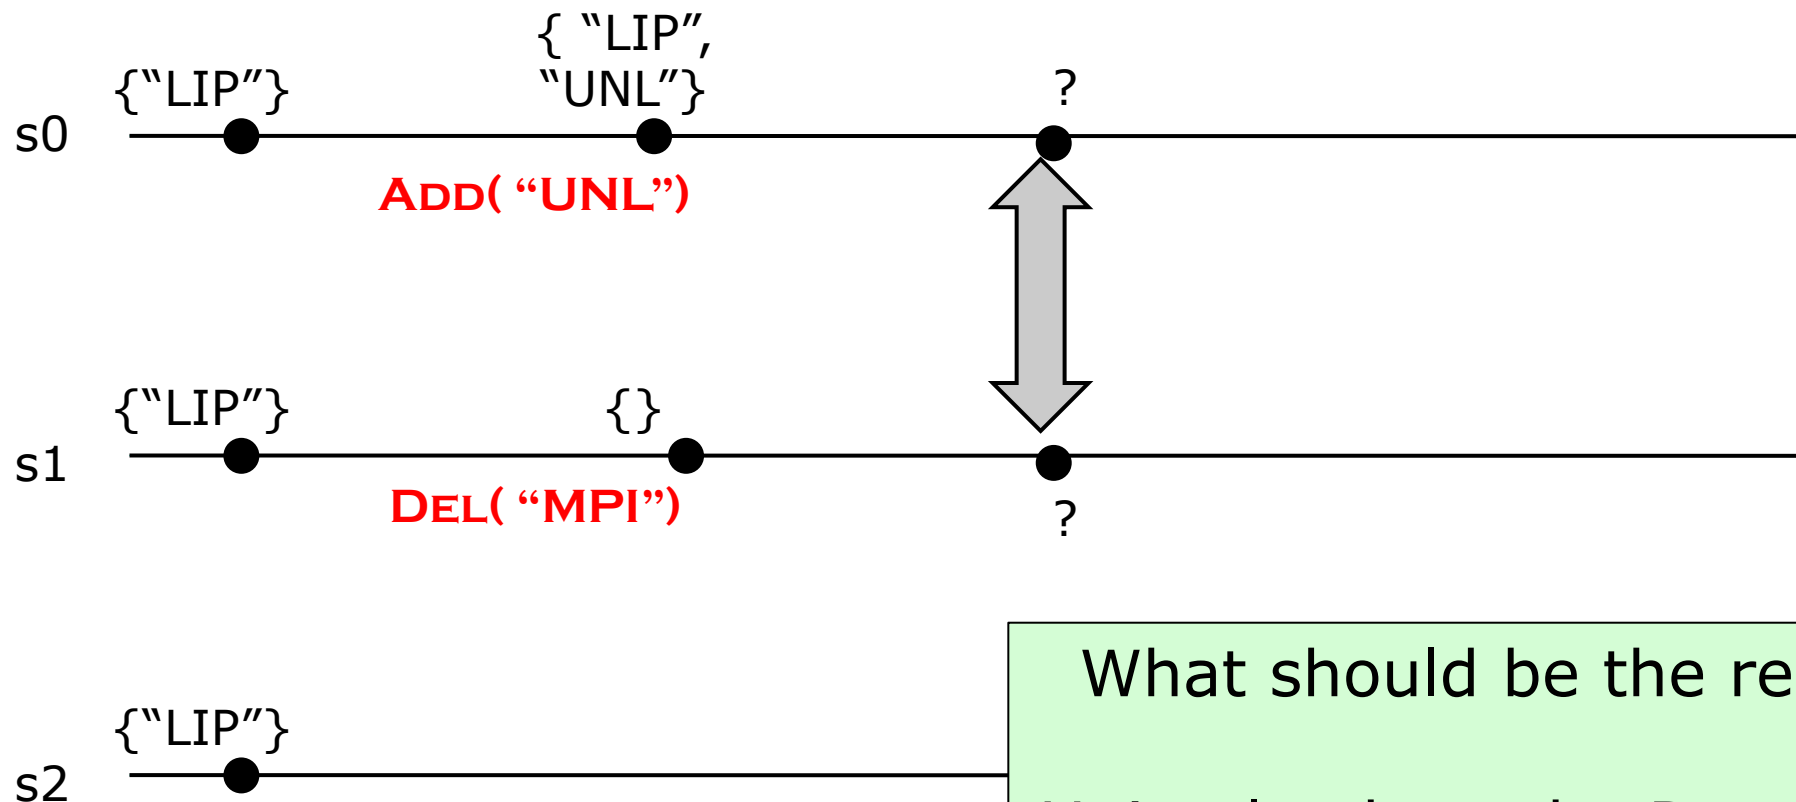 { “LIP”,
{“LIP”}
“UNL”}
?
s0
ADD( “UNL”)
{“LIP”}
{}
s1
DEL( “MPI”)
?
What should be the re
{“LIP”}
s2